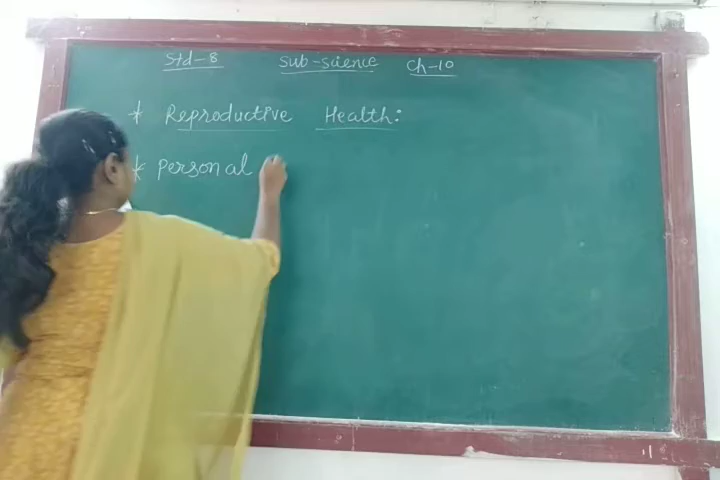 Std-8 Sub-science Ch-10
* Reproductive Health:
* Personal